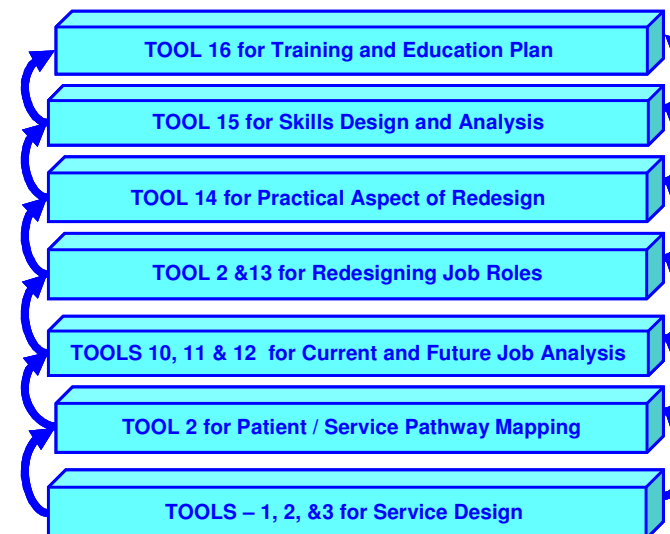 TOOL 16 for Training and Education Plan
TOOL 15 for Skills Design and Analysis
TOOL 14 for Practical Aspect of Redesign
TOOL 2 &13 for Redesigning Job Roles
TOOLS 10, 11 & 12 for Current and Future Job Analysis
TOOL 2 for Patient / Service Pathway Mapping
TOOLS – 1, 2, &3 for Service Design